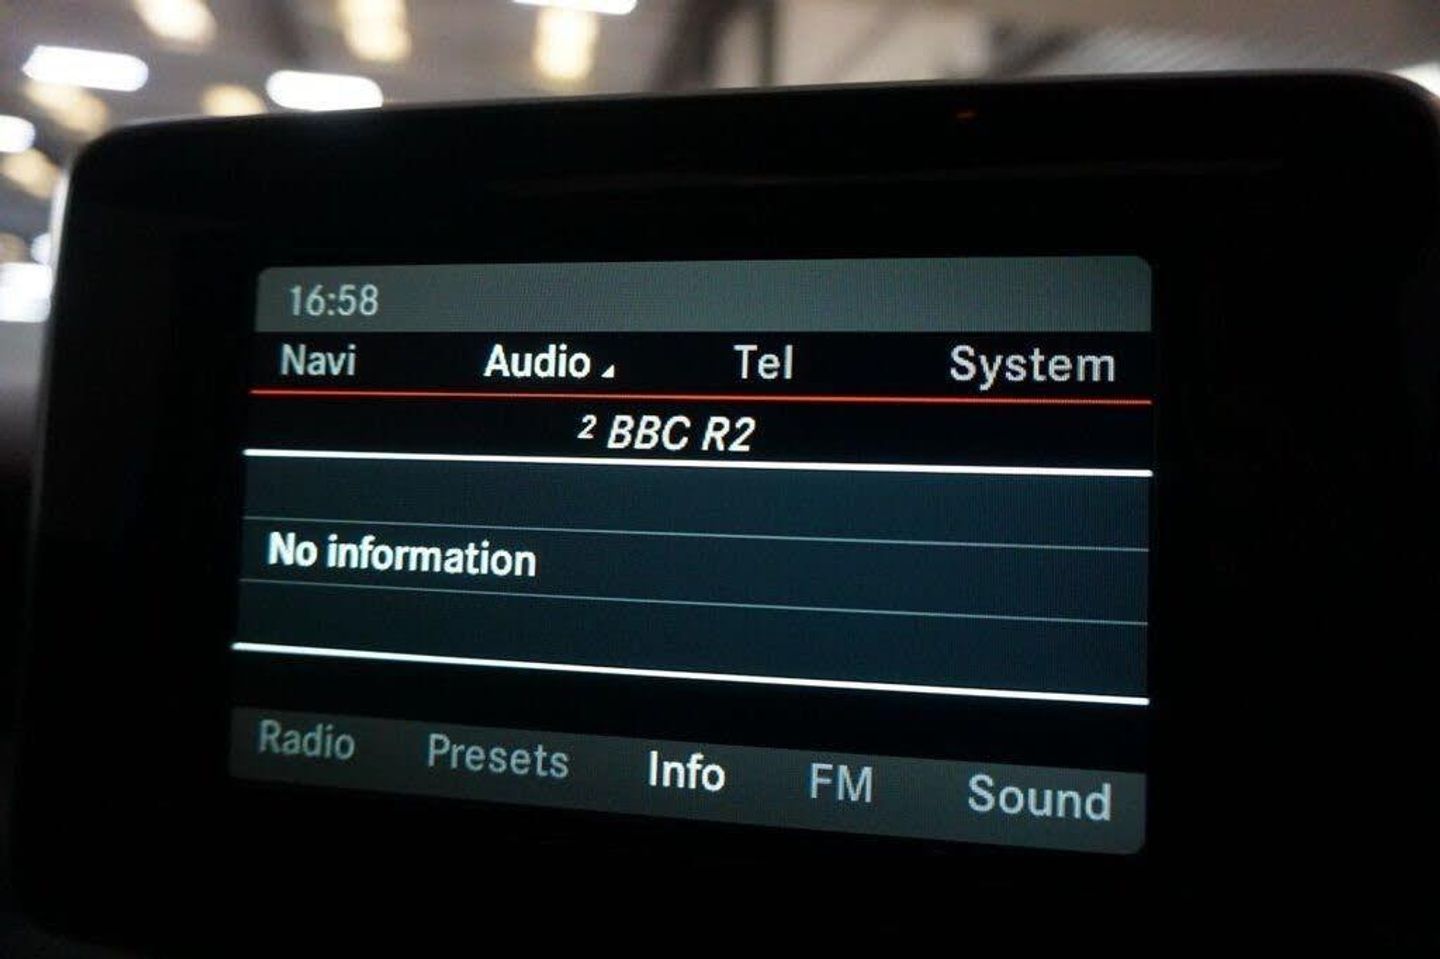 16:58
Navi Audio Tel System
2 BBC R2
No information
Radio Presets Info FM Sound